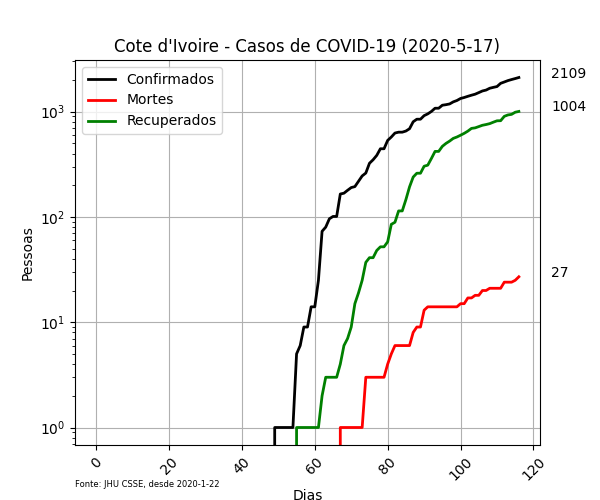 Cote d'Ivoire - Casos de COVID-19 (2020-5-17)
Confirmados
Mortes
Recuperados
2109
1004
27
10³
10²
10¹
10⁰
Pessoas
0 20 40 60 80 100 120
Dias
Fonte: JHU CSSE, desde 2020-1-22